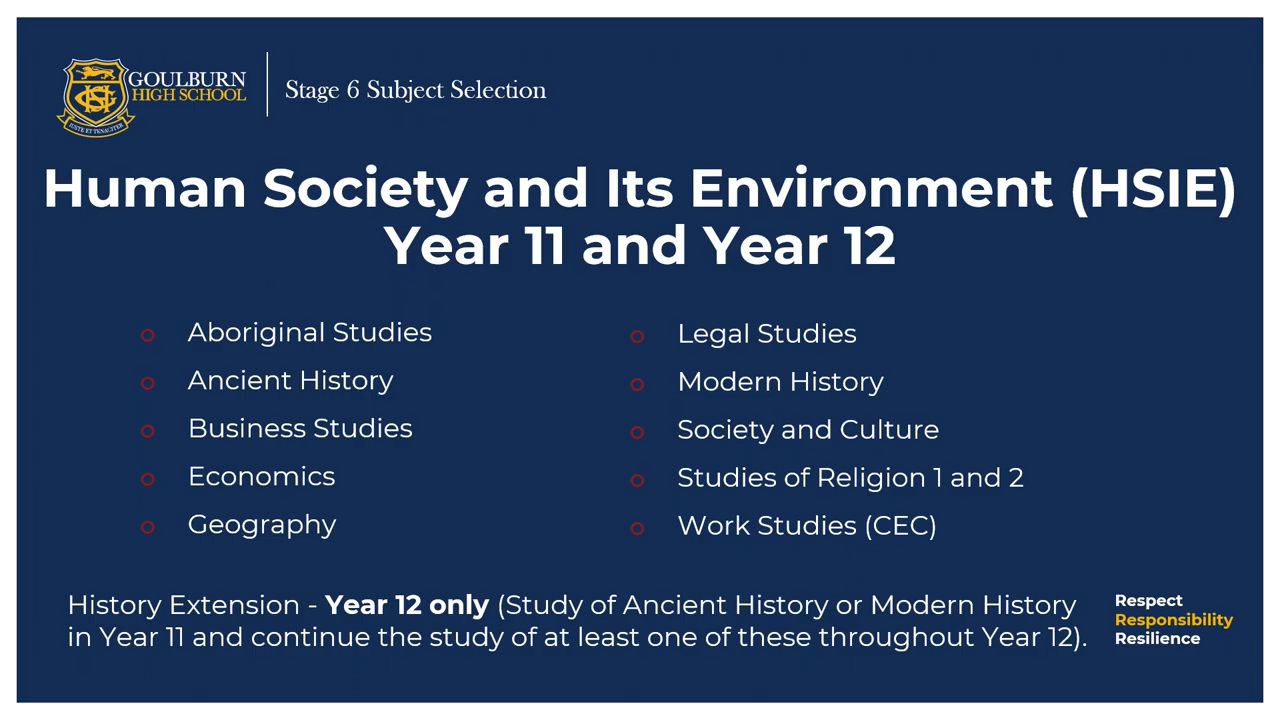 GOULBURN
HIGH SCHOOL
IUSTE ET TENACITER
Stage 6 Subject Selection
Human Society and Its Environment (HSIE)
Year 11 and Year 12
Aboriginal Studies
Ancient History
Business Studies
Economics
Geography
Legal Studies
Modern History
Society and Culture
Studies of Religion 1 and 2
Work Studies (CEC)
History Extension - Year 12 only (Study of Ancient History or Modern History
in Year 11 and continue the study of at least one of these throughout Year 12).
Respect
Responsibility
Resilience